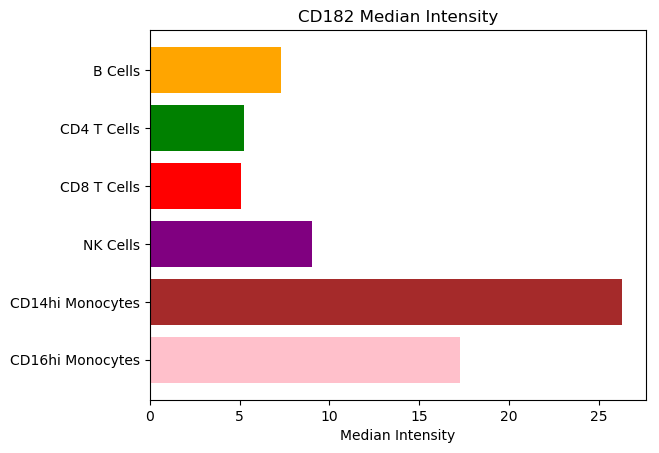 CD182 Median Intensity
B Cells
CD4 T Cells
CD8 T Cells
NK Cells
CD14hi Monocytes
CD16hi Monocytes
0 5 10 15 20 25
Median Intensity